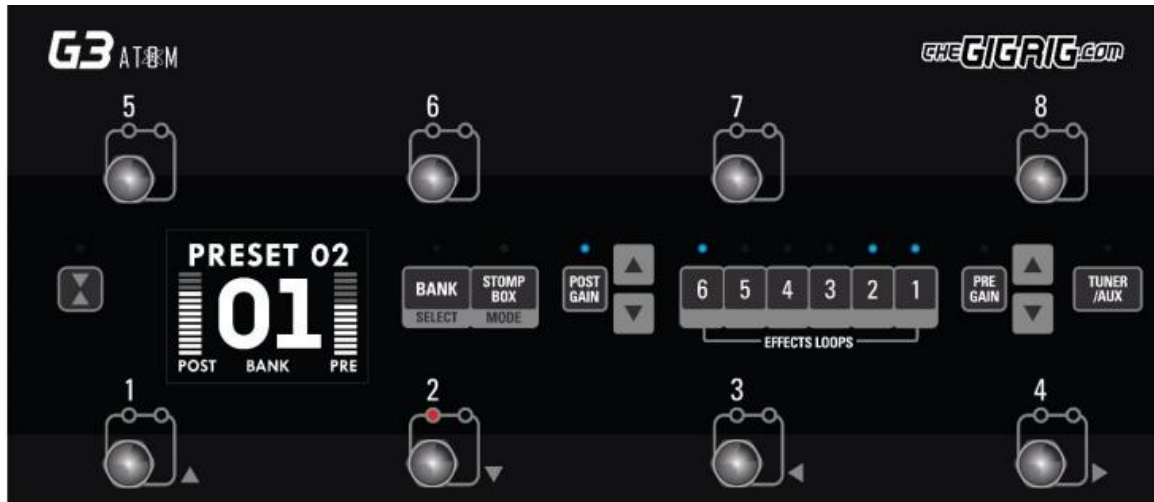 G3 ATOM
theGIGRIG.com
5 6 7 8
PRESET 02
01
POST BANK PRE
BANK
SELECT
STOMP BOX
MODE
POST GAIN
6 5 4 3 2 1
EFFECTS LOOPS
PRE GAIN
TUNER /AUX
1 2 3 4